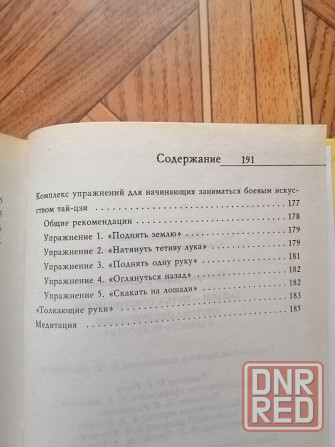 Содержание 191
Комплекс упражнений для начинающих заниматься боевым искус-
ством тай-цзи 177
Общие рекомендации 178
Упражнение 1. «Поднять землю» 179
Упражнение 2. «Натянуть тетиву лука» 179
Упражнение 3. «Поднять одну руку» 181
Упражнение 4. «Оглянуться назад» 182
Упражнение 5. «Скакать на лошади» 182
«Толкающие руки» 183
Медитация 185
DNR
RED